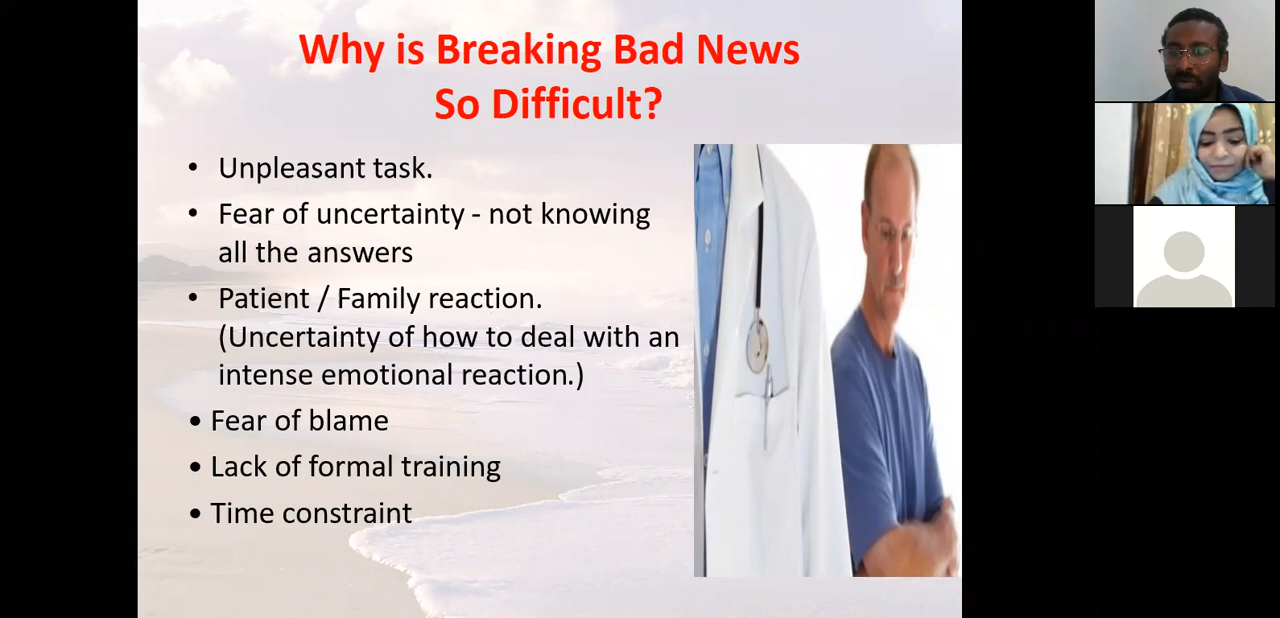 Why is Breaking Bad News
So Difficult?
• Unpleasant task.
• Fear of uncertainty - not knowing
all the answers
• Patient / Family reaction.
(Uncertainty of how to deal with an
intense emotional reaction.)
• Fear of blame
• Lack of formal training
• Time constraint